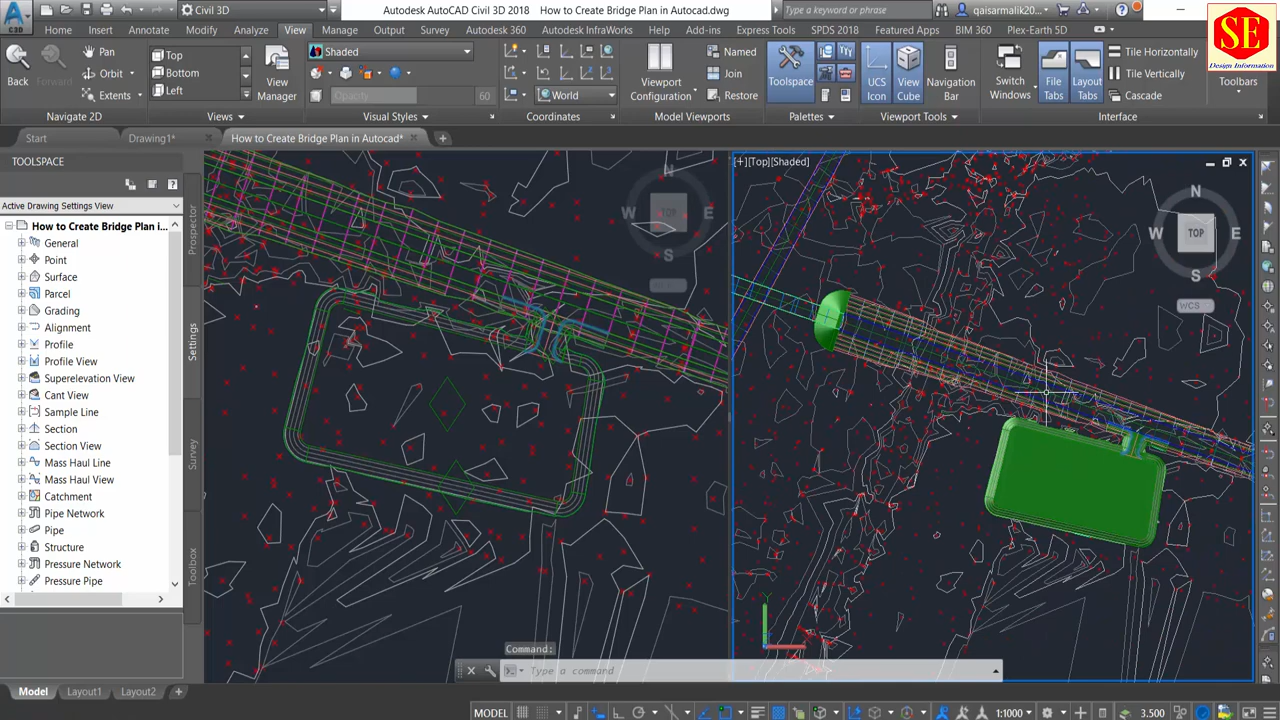 C3D
Civil 3D
Autodesk AutoCAD Civil 3D 2018 How to Create Bridge Plan in Autocad.dwg
Type a keyword or phrase
qaisarmalik20...
SE
Design Information
Home Insert Annotate Modify Analyze View Manage Output Survey Autodesk 360 Autodesk InfraWorks Help Add-ins Express Tools SPDS 2018 Featured Apps BIM 360 Plex-Earth 5D
Back
Forward
Pan
Orbit
Extents
Navigate 2D
Top
Bottom
Left
View Manager
Views
Shaded
Opacity 60
Visual Styles
World
Coordinates
Viewport Configuration
Named
Join
Restore
Model Viewports
Toolspace
Palettes
UCS Icon
View Cube
Navigation Bar
Viewport Tools
Switch Windows
File Tabs
Layout Tabs
Tile Horizontally
Tile Vertically
Cascade
Interface
Toolbars
Start
Drawing1*
How to Create Bridge Plan in Autocad*
TOOLSPACE
Active Drawing Settings View
How to Create Bridge Plan i...
General
Point
Surface
Parcel
Grading
Alignment
Profile
Profile View
Superelevation View
Cant View
Sample Line
Section
Section View
Mass Haul Line
Mass Haul View
Catchment
Pipe Network
Pipe
Structure
Pressure Network
Pressure Pipe
Prospector
Settings
Survey
Toolbox
N
W TOP E
S
[+][Top][Shaded]
N
W TOP E
S
WCS
Y
Command:
Type a command
Model Layout1 Layout2
MODEL
1:1000
3.500